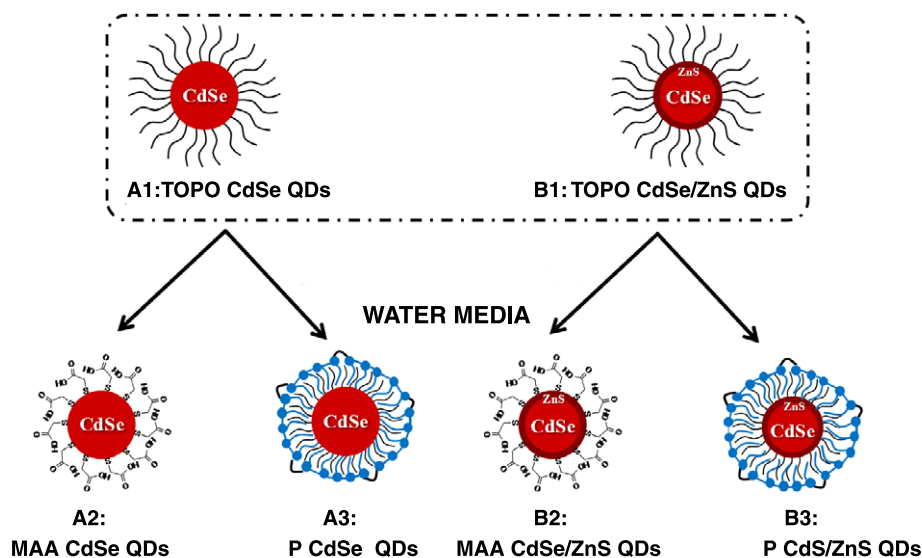 CdSe
ZnS
CdSe
A1:TOPO CdSe QDs
B1: TOPO CdSe/ZnS QDs
WATER MEDIA
CdSe
CdSe
ZnS
CdSe
ZnS
CdSe
A2:
A3:
B2:
B3:
MAA CdSe QDs
P CdSe QDs
MAA CdSe/ZnS QDs
P CdS/ZnS QDs